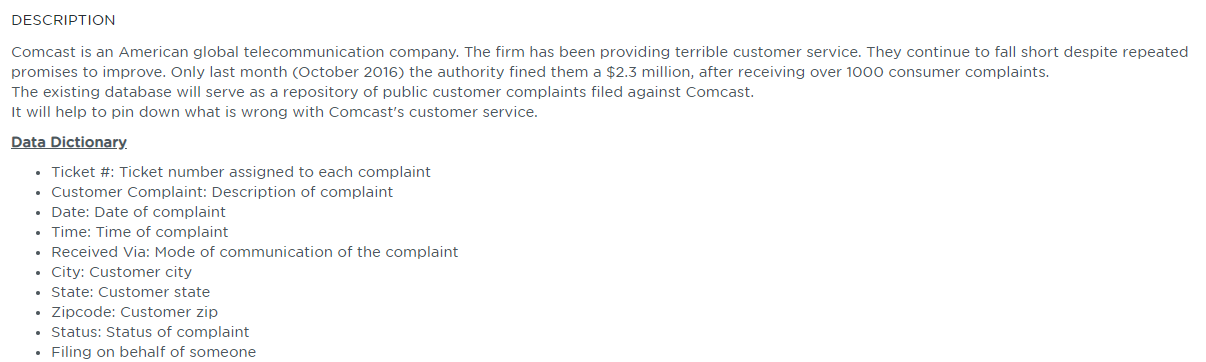 DESCRIPTION
Comcast is an American global telecommunication company. The firm has been providing terrible customer service. They continue to fall short despite repeated
promises to improve. Only last month (October 2016) the authority fined them a $2.3 million, after receiving over 1000 consumer complaints.
The existing database will serve as a repository of public customer complaints filed against Comcast.
It will help to pin down what is wrong with Comcast's customer service.
Data Dictionary
• Ticket #: Ticket number assigned to each complaint
• Customer Complaint: Description of complaint
• Date: Date of complaint
• Time: Time of complaint
• Received Via: Mode of communication of the complaint
• City: Customer city
• State: Customer state
• Zipcode: Customer zip
• Status: Status of complaint
• Filing on behalf of someone